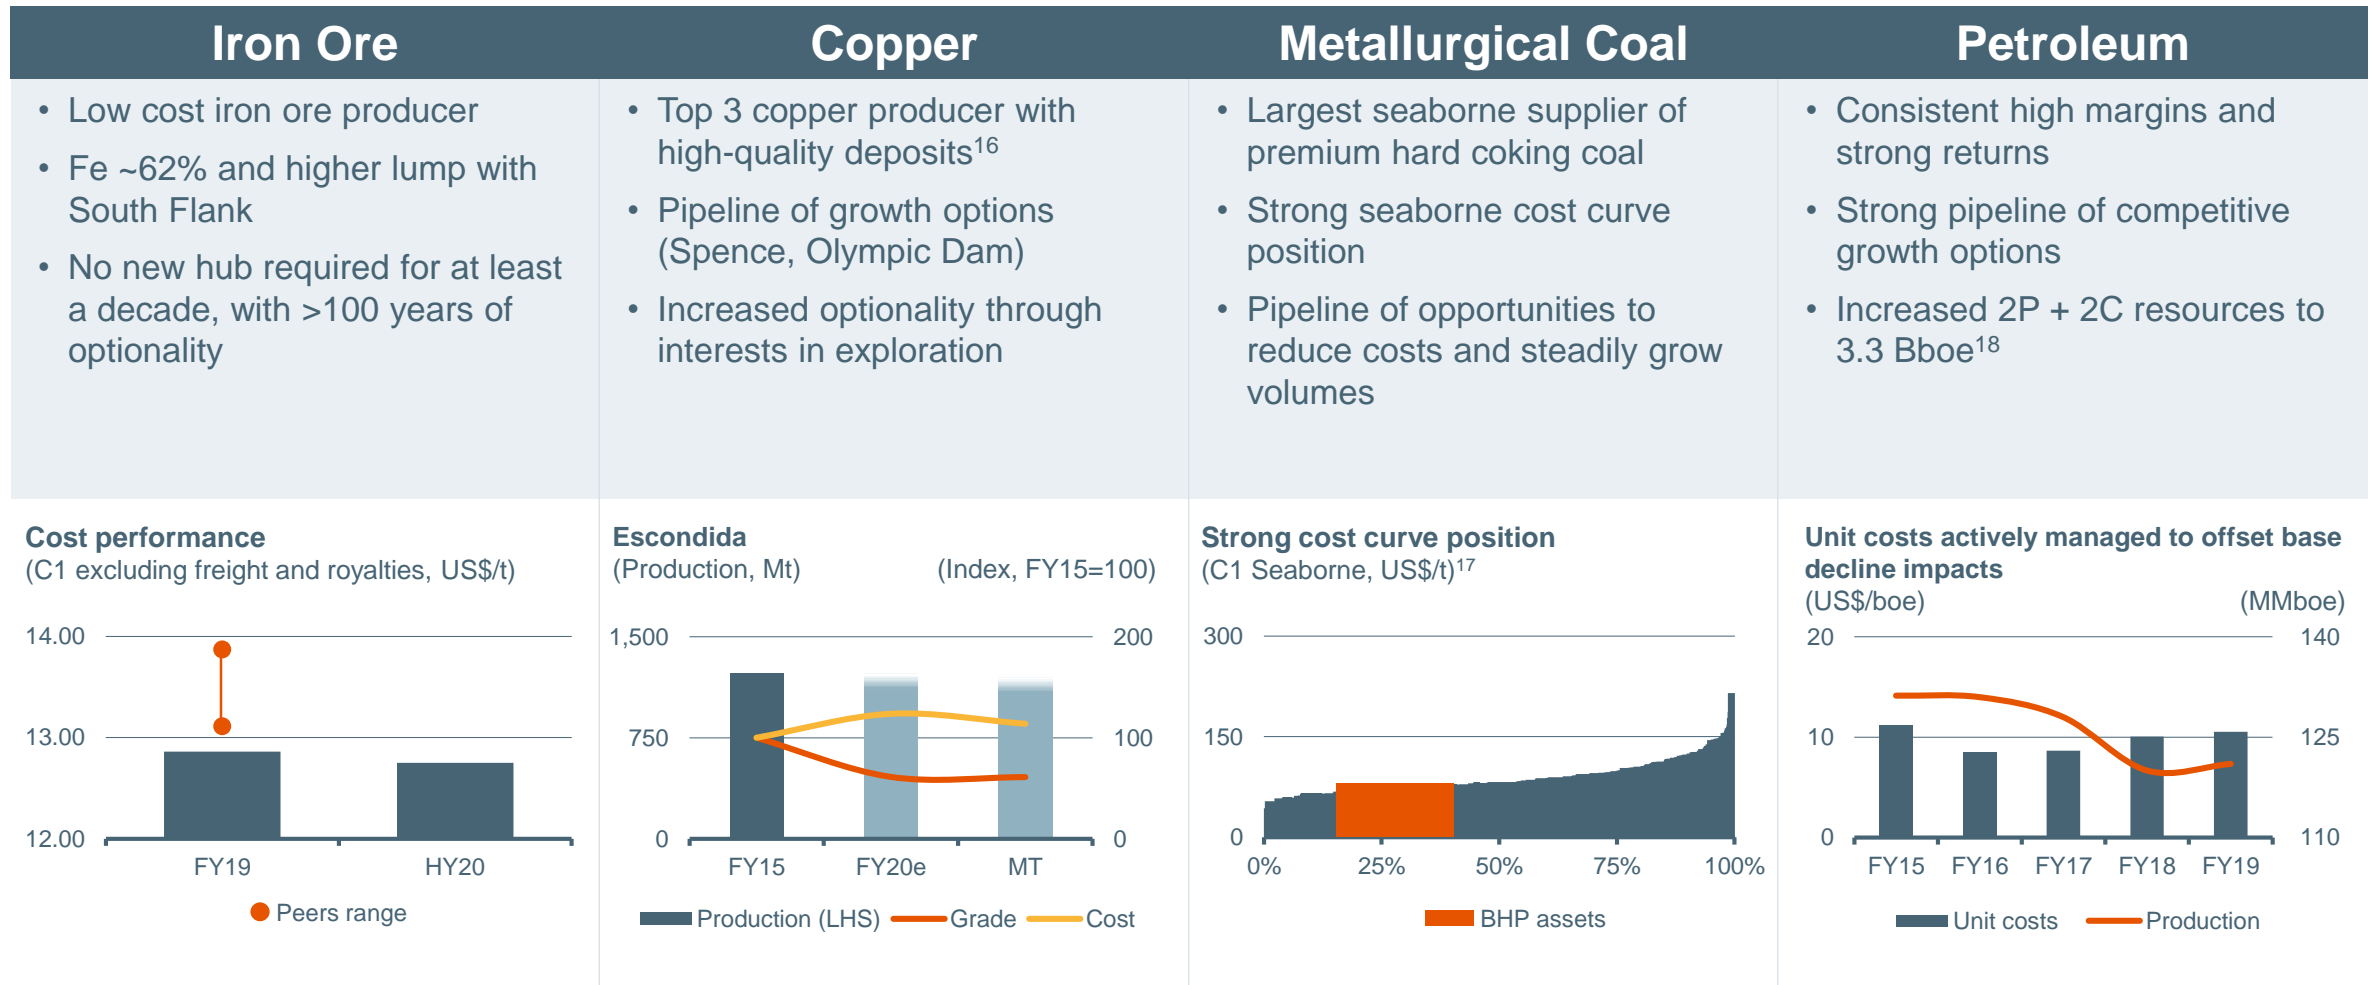 Iron Ore
• Low cost iron ore producer
• Fe ~62% and higher lump with
South Flank
• No new hub required for at least
a decade, with >100 years of
optionality
Cost performance
(C1 excluding freight and royalties, US$/t)
14.00
13.00
12.00
FY19 HY20
Peers range
Copper
• Top 3 copper producer with
high-quality deposits16
• Pipeline of growth options
(Spence, Olympic Dam)
• Increased optionality through
interests in exploration
Escondida
(Production, Mt) (Index, FY15=100)
1,500 200
750 100
0 0
FY15 FY20e MT
Production (LHS) Grade Cost
Metallurgical Coal
• Largest seaborne supplier of
premium hard coking coal
• Strong seaborne cost curve
position
• Pipeline of opportunities to
reduce costs and steadily grow
volumes
Strong cost curve position
(C1 Seaborne, US$/t)17
300
150
0
0% 25% 50% 75% 100%
BHP assets
Petroleum
• Consistent high margins and
strong returns
• Strong pipeline of competitive
growth options
• Increased 2P + 2C resources to
3.3 Bboe18
Unit costs actively managed to offset base
decline impacts
(US$/boe) (MMboe)
20 140
10 125
0 110
FY15 FY16 FY17 FY18 FY19
Unit costs Production